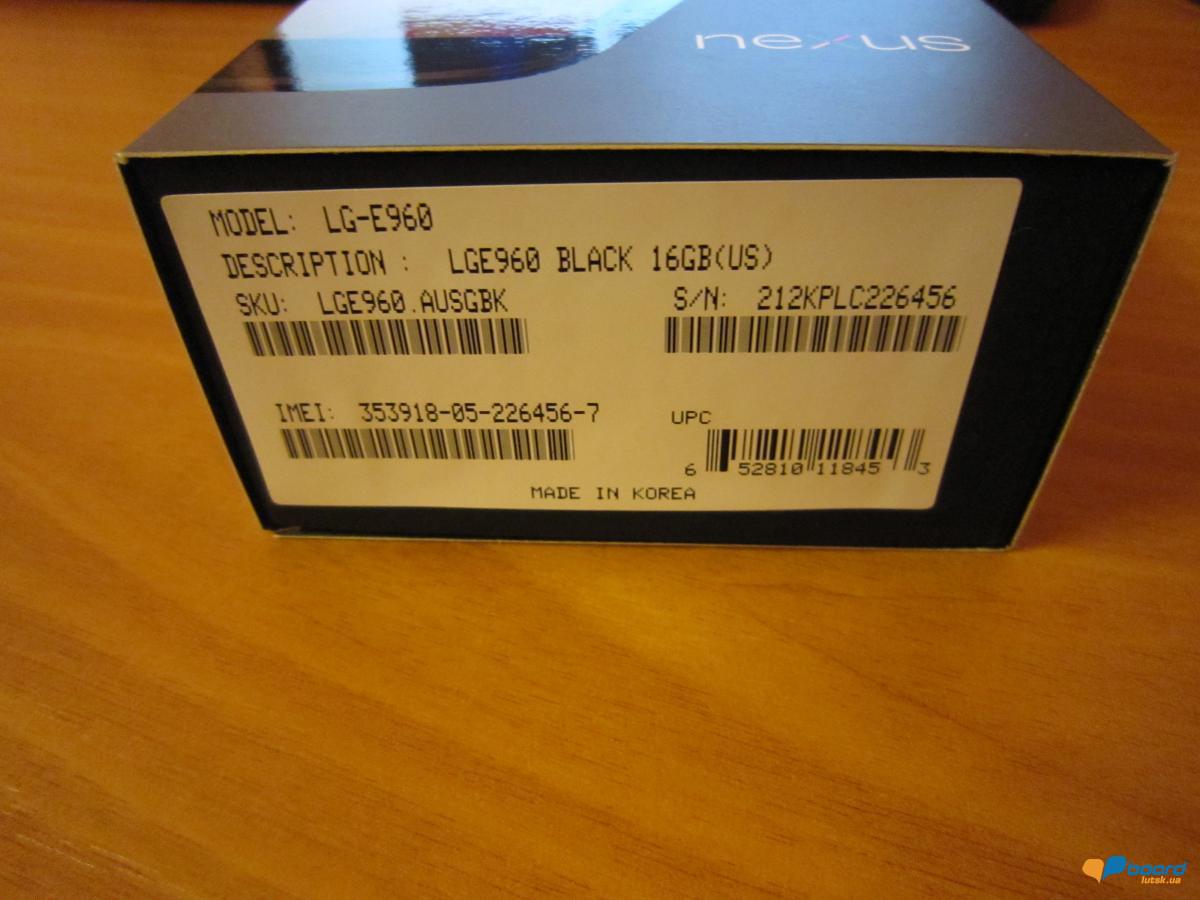 nexus
MODEL: LG-E960
DESCRIPTION : LGE960 BLACK 16GB(US)
SKU: LGE960.AUSGBK
S/N: 212KPLC226456
IMEI: 353918-05-226456-7
UPC
6 52810 11845 3
MADE IN KOREA
board
lutsk.ua